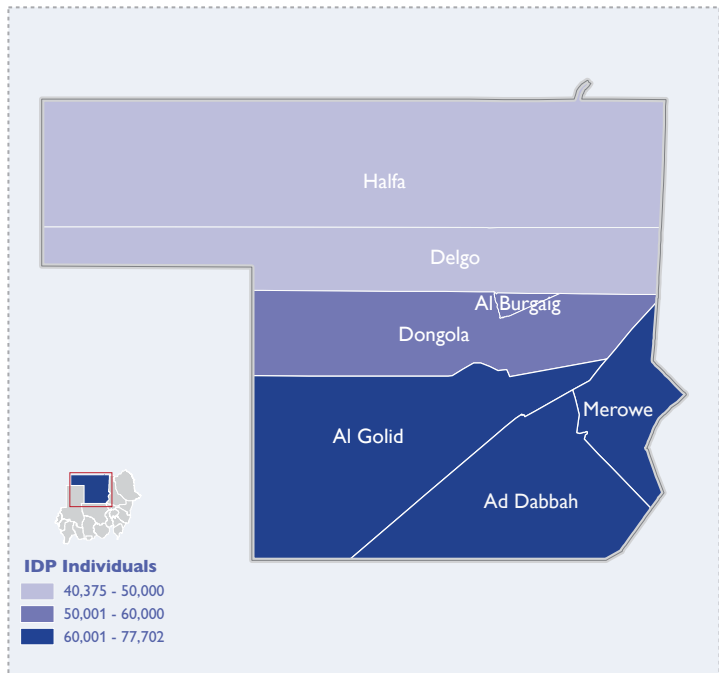 Halfa
Delgo
Al Burgaig
Dongola
Merowe
Al Golid
Ad Dabbah
IDP Individuals
40,375 - 50,000
50,001 - 60,000
60,001 - 77,702